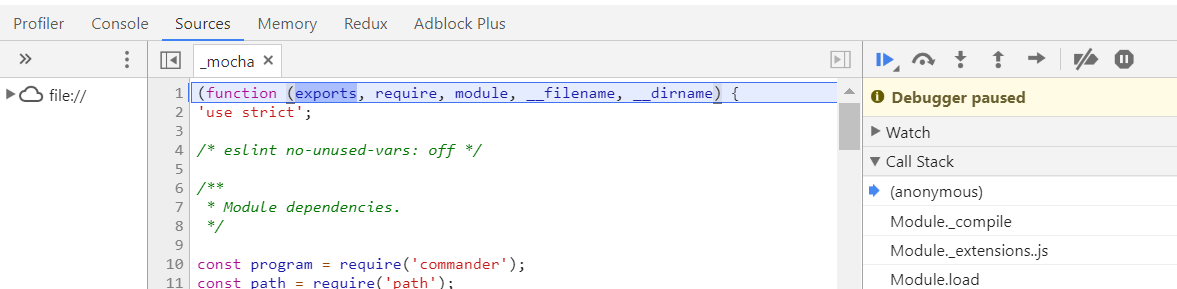 Profiler Console Sources Memory Redux Adblock Plus
file://
_mocha
1 (function (exports, require, module, __filename, __dirname) {
2 'use strict';
3
4 /* eslint no-unused-vars: off */
5
6 /**
7  * Module dependencies.
8  */
9
10 const program = require('commander');
11 const path = require('path');
Debugger paused
Watch
Call Stack
(anonymous)
Module._compile
Module._extensions..js
Module.load